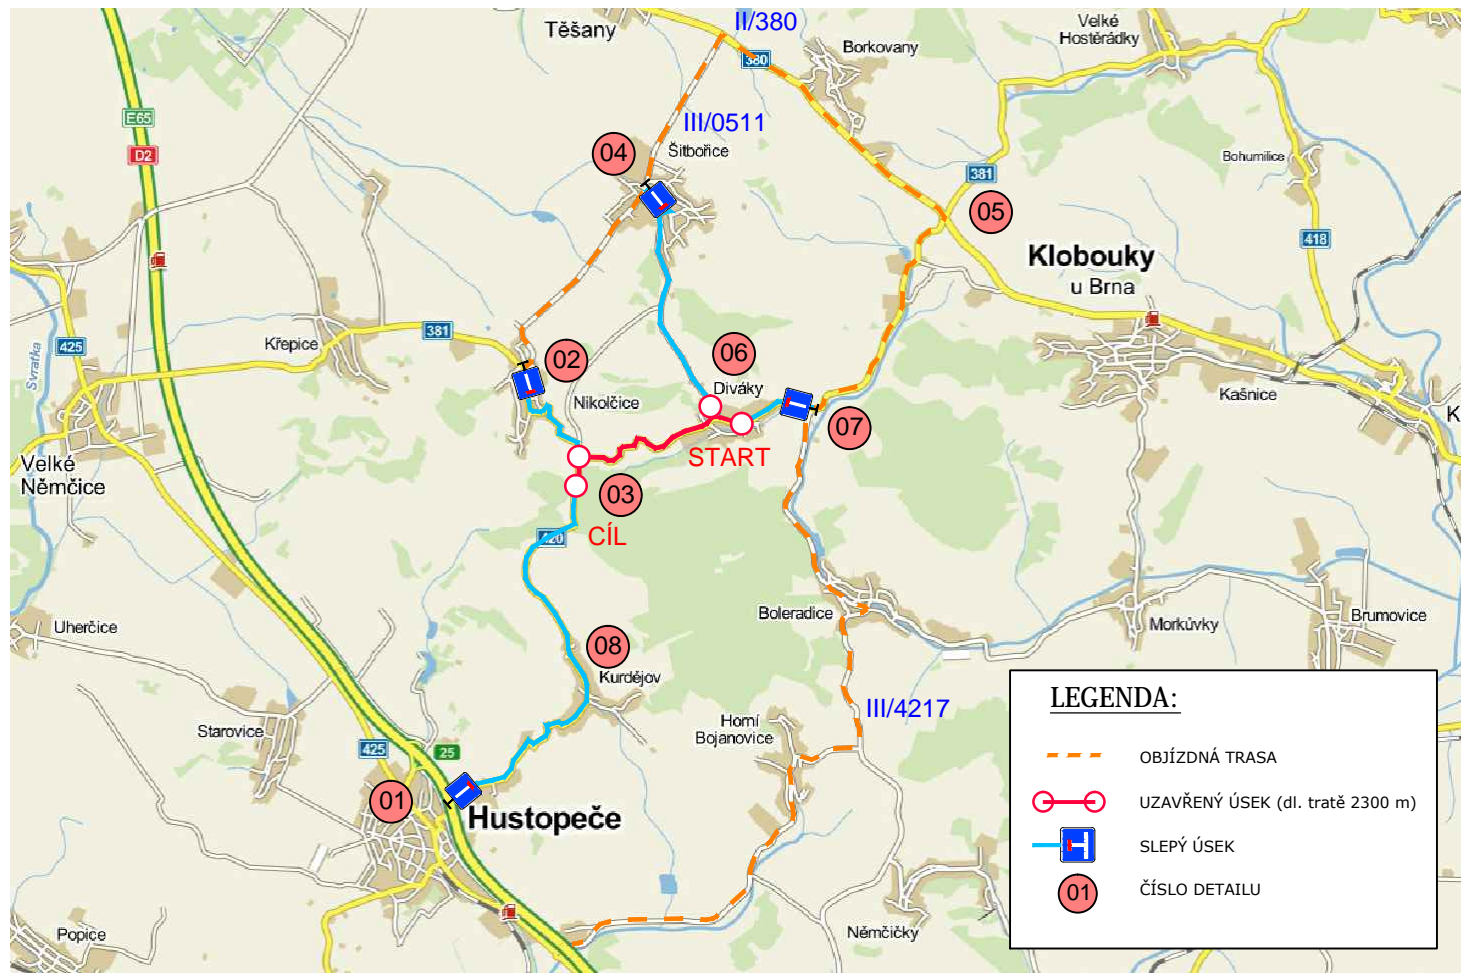 II/380
Těšany
Velké
Hostěrádky
Borkovany
380
E65
III/0511
D2
04
Šitbořice
Bohumilice
381
05
418
Klobouky
u Brna
Svratka
425
Křepice
381
02
06
Diváky
Kašnice
K
Nikolčice
07
START
Velké
Němčice
03
420
CÍL
Boleradice
Uherčice
Morkůvky
Brumovice
08
Kurdějov
III/4217
Starovice
Horní
Bojanovice
425
25
01
Hustopeče
Popice
Němčičky
LEGENDA:
OBJÍZDNÁ TRASA
UZAVŘENÝ ÚSEK (dl. tratě 2300 m)
SLEPÝ ÚSEK
01
ČÍSLO DETAILU